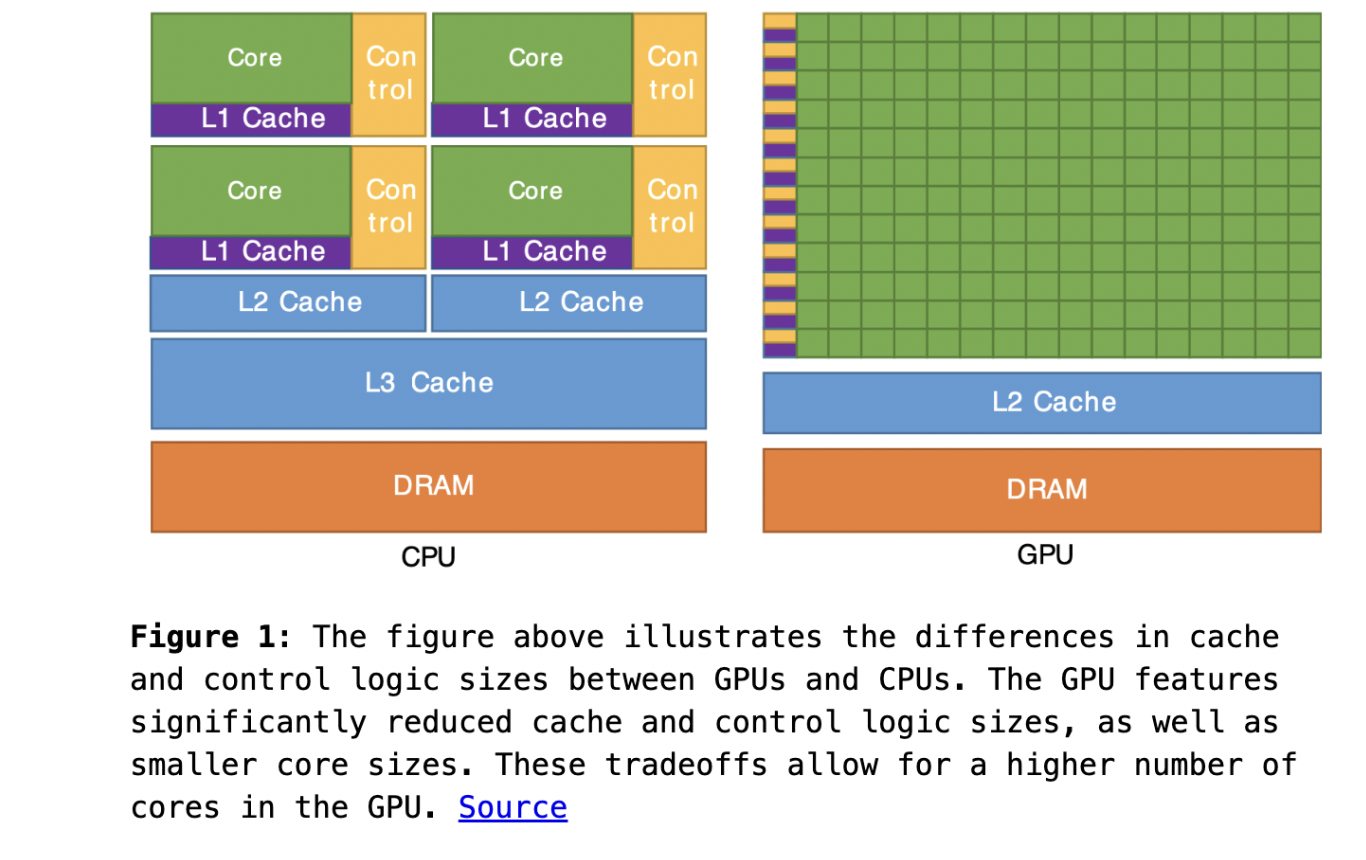 Core
Con
trol
Core
Con
trol
L1 Cache
L1 Cache
Core
Con
trol
Core
Con
trol
L1 Cache
L1 Cache
L2 Cache
L2 Cache
L3 Cache
DRAM
CPU
L2 Cache
DRAM
GPU
Figure 1: The figure above illustrates the differences in cache
and control logic sizes between GPUs and CPUs. The GPU features
significantly reduced cache and control logic sizes, as well as
smaller core sizes. These tradeoffs allow for a higher number of
cores in the GPU. Source